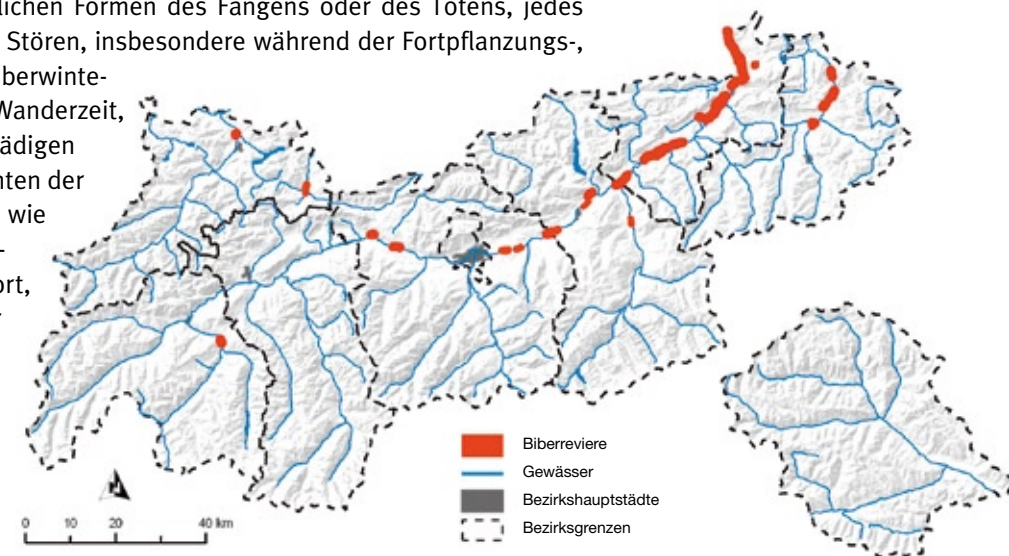 lichen Formen des Fangens oder des Tötens, jedes
Stören, insbesondere während der Fortpflanzungs-,
berwinte-
Wanderzeit,
ädigen
nten der
wie
-
ort,
Biberreviere
Gewässer
Bezirkshauptstädte
Bezirksgrenzen
0 10 20 40 km